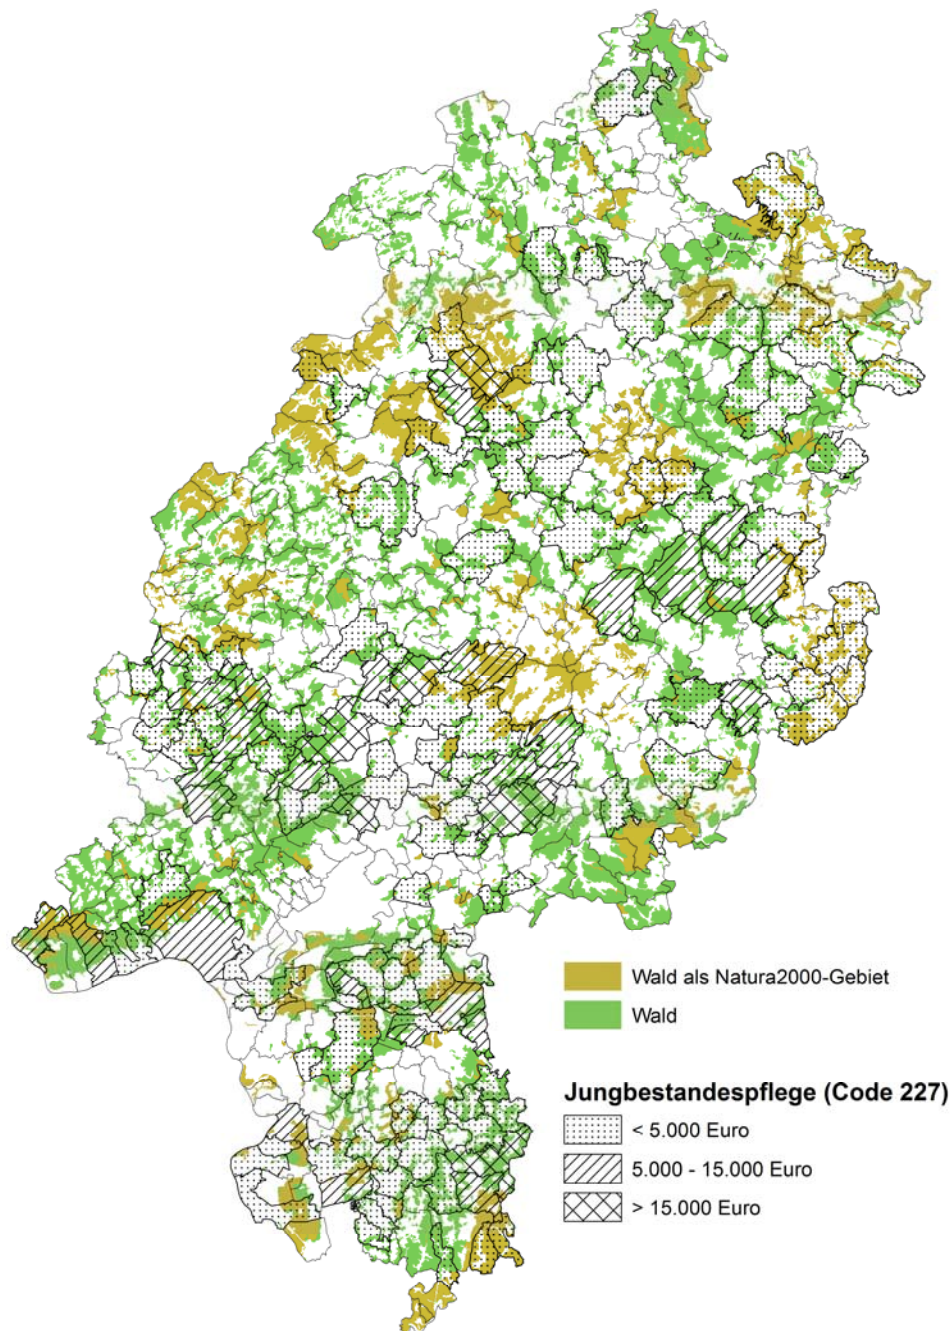 Wald als Natura2000-Gebiet
Wald
Jungbestandespflege (Code 227)
< 5.000 Euro
5.000 - 15.000 Euro
> 15.000 Euro